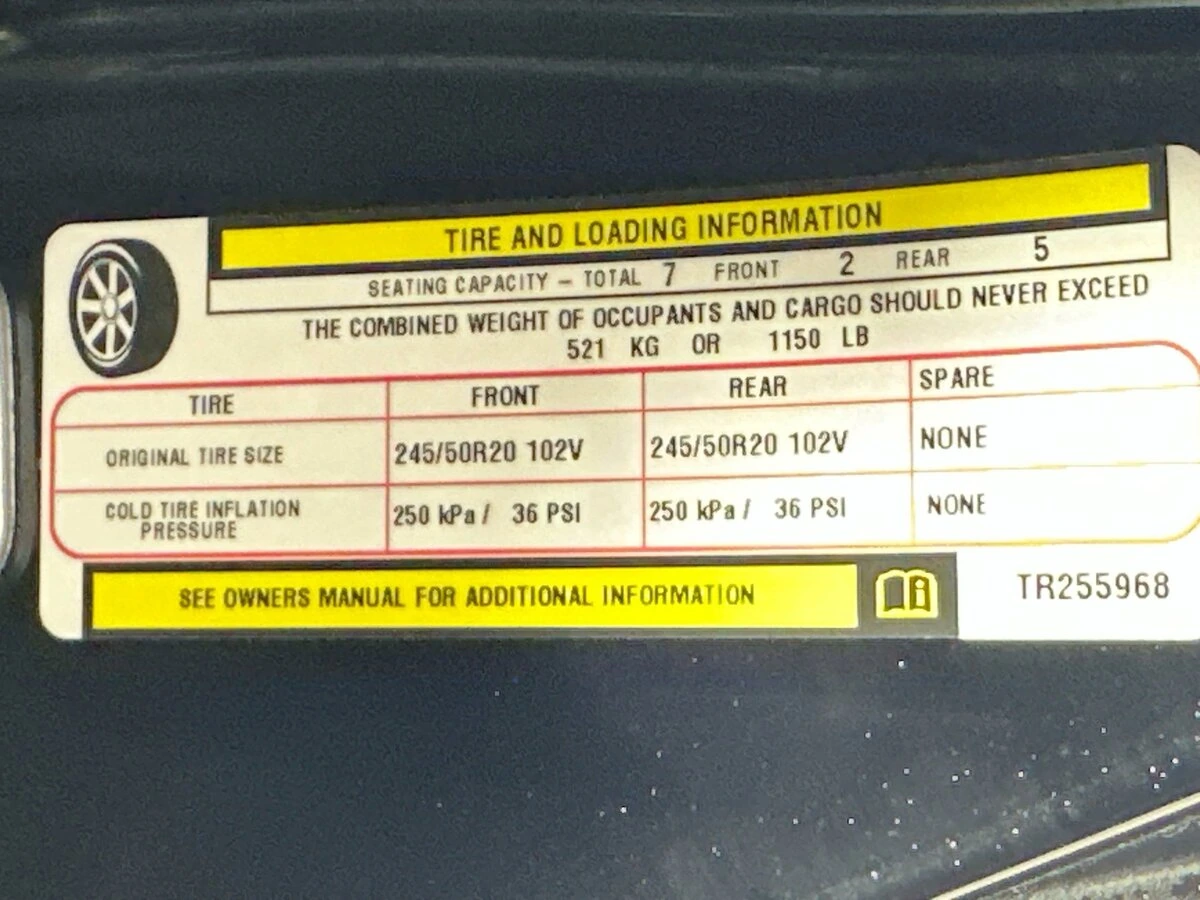 TIRE AND LOADING INFORMATION
SEATING CAPACITY – TOTAL 7 FRONT 2 REAR 5
THE COMBINED WEIGHT OF OCCUPANTS AND CARGO SHOULD NEVER EXCEED
521 KG OR 1150 LB
TIRE FRONT REAR SPARE
ORIGINAL TIRE SIZE 245/50R20 102V 245/50R20 102V NONE
COLD TIRE INFLATION
PRESSURE 250 kPa / 36 PSI 250 kPa / 36 PSI NONE
SEE OWNERS MANUAL FOR ADDITIONAL INFORMATION
TR255968